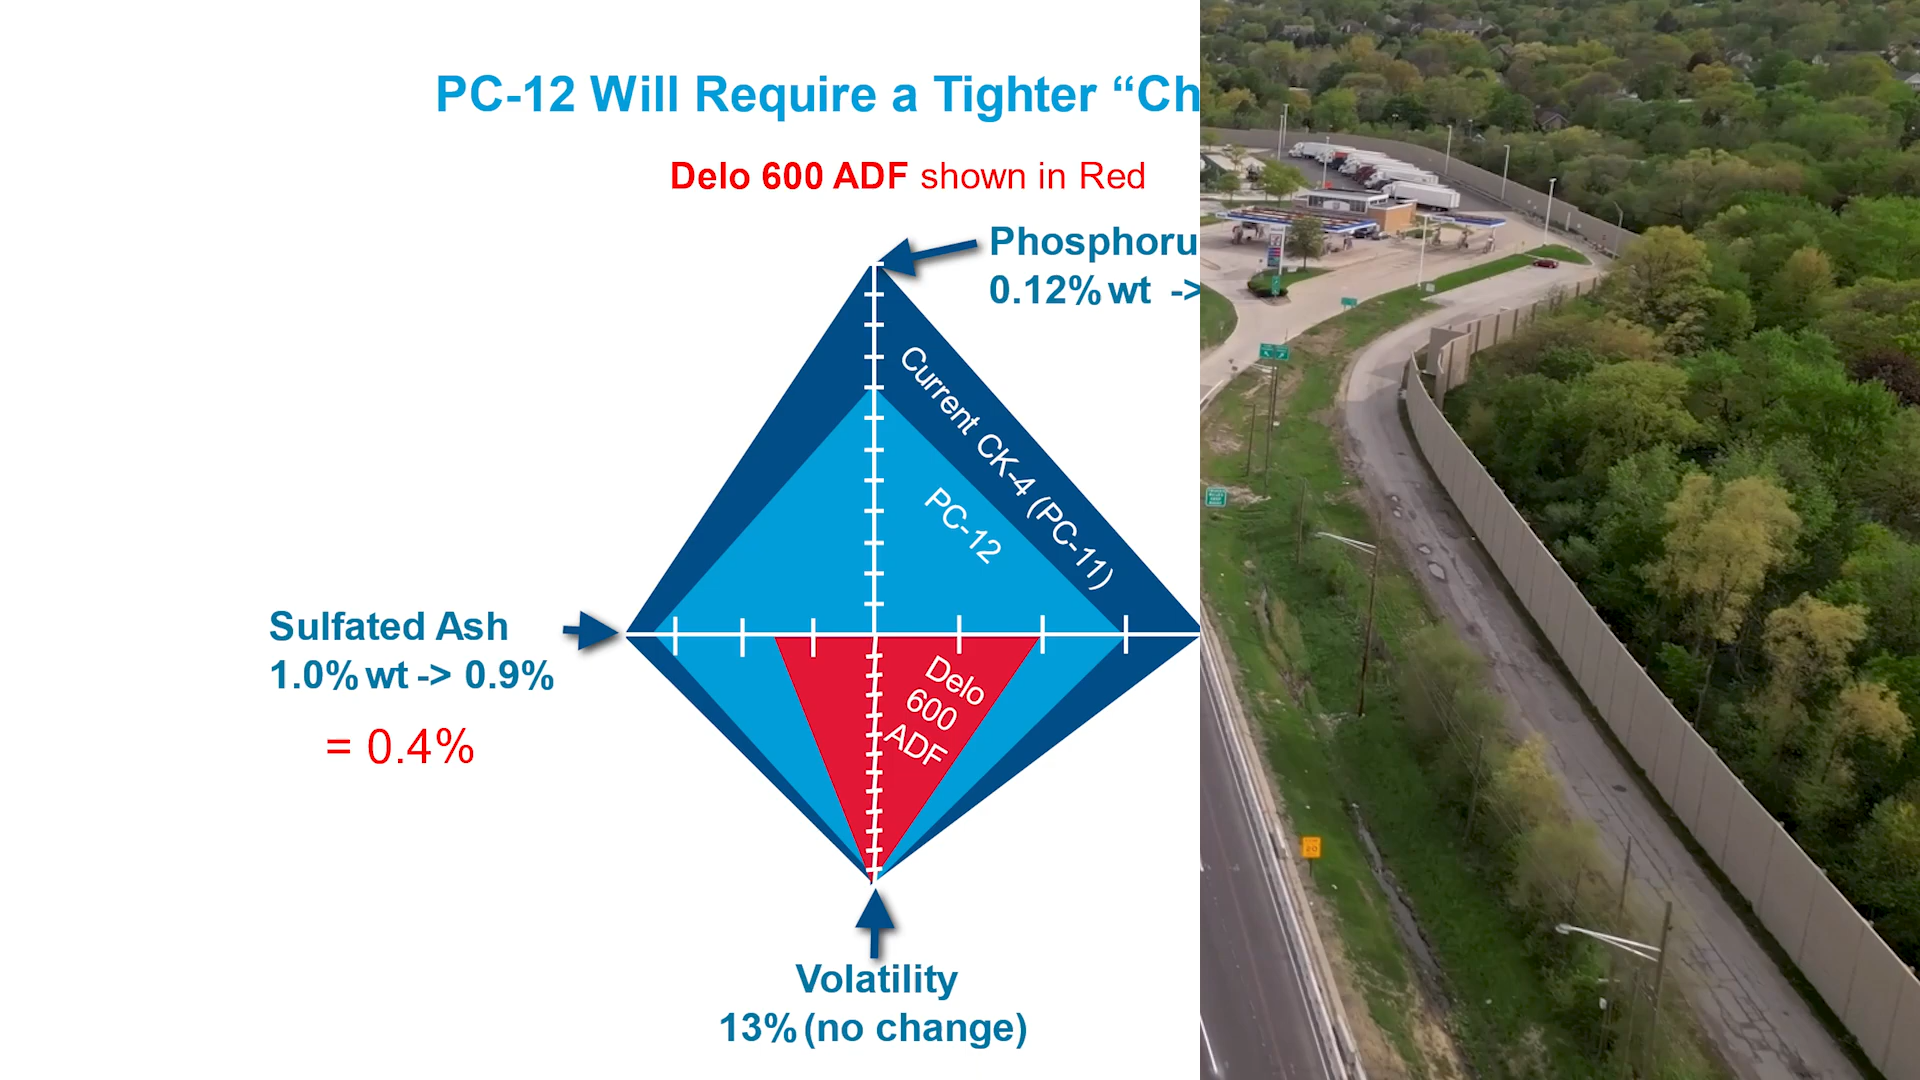 PC-12 Will Require a Tighter “Ch
Delo 600 ADF shown in Red
Phosphoru
0.12% wt ->
Current CK-4 (PC-11)
PC-12
Sulfated Ash
1.0% wt -> 0.9%
= 0.4%
Delo
600
ADF
Volatility
13% (no change)